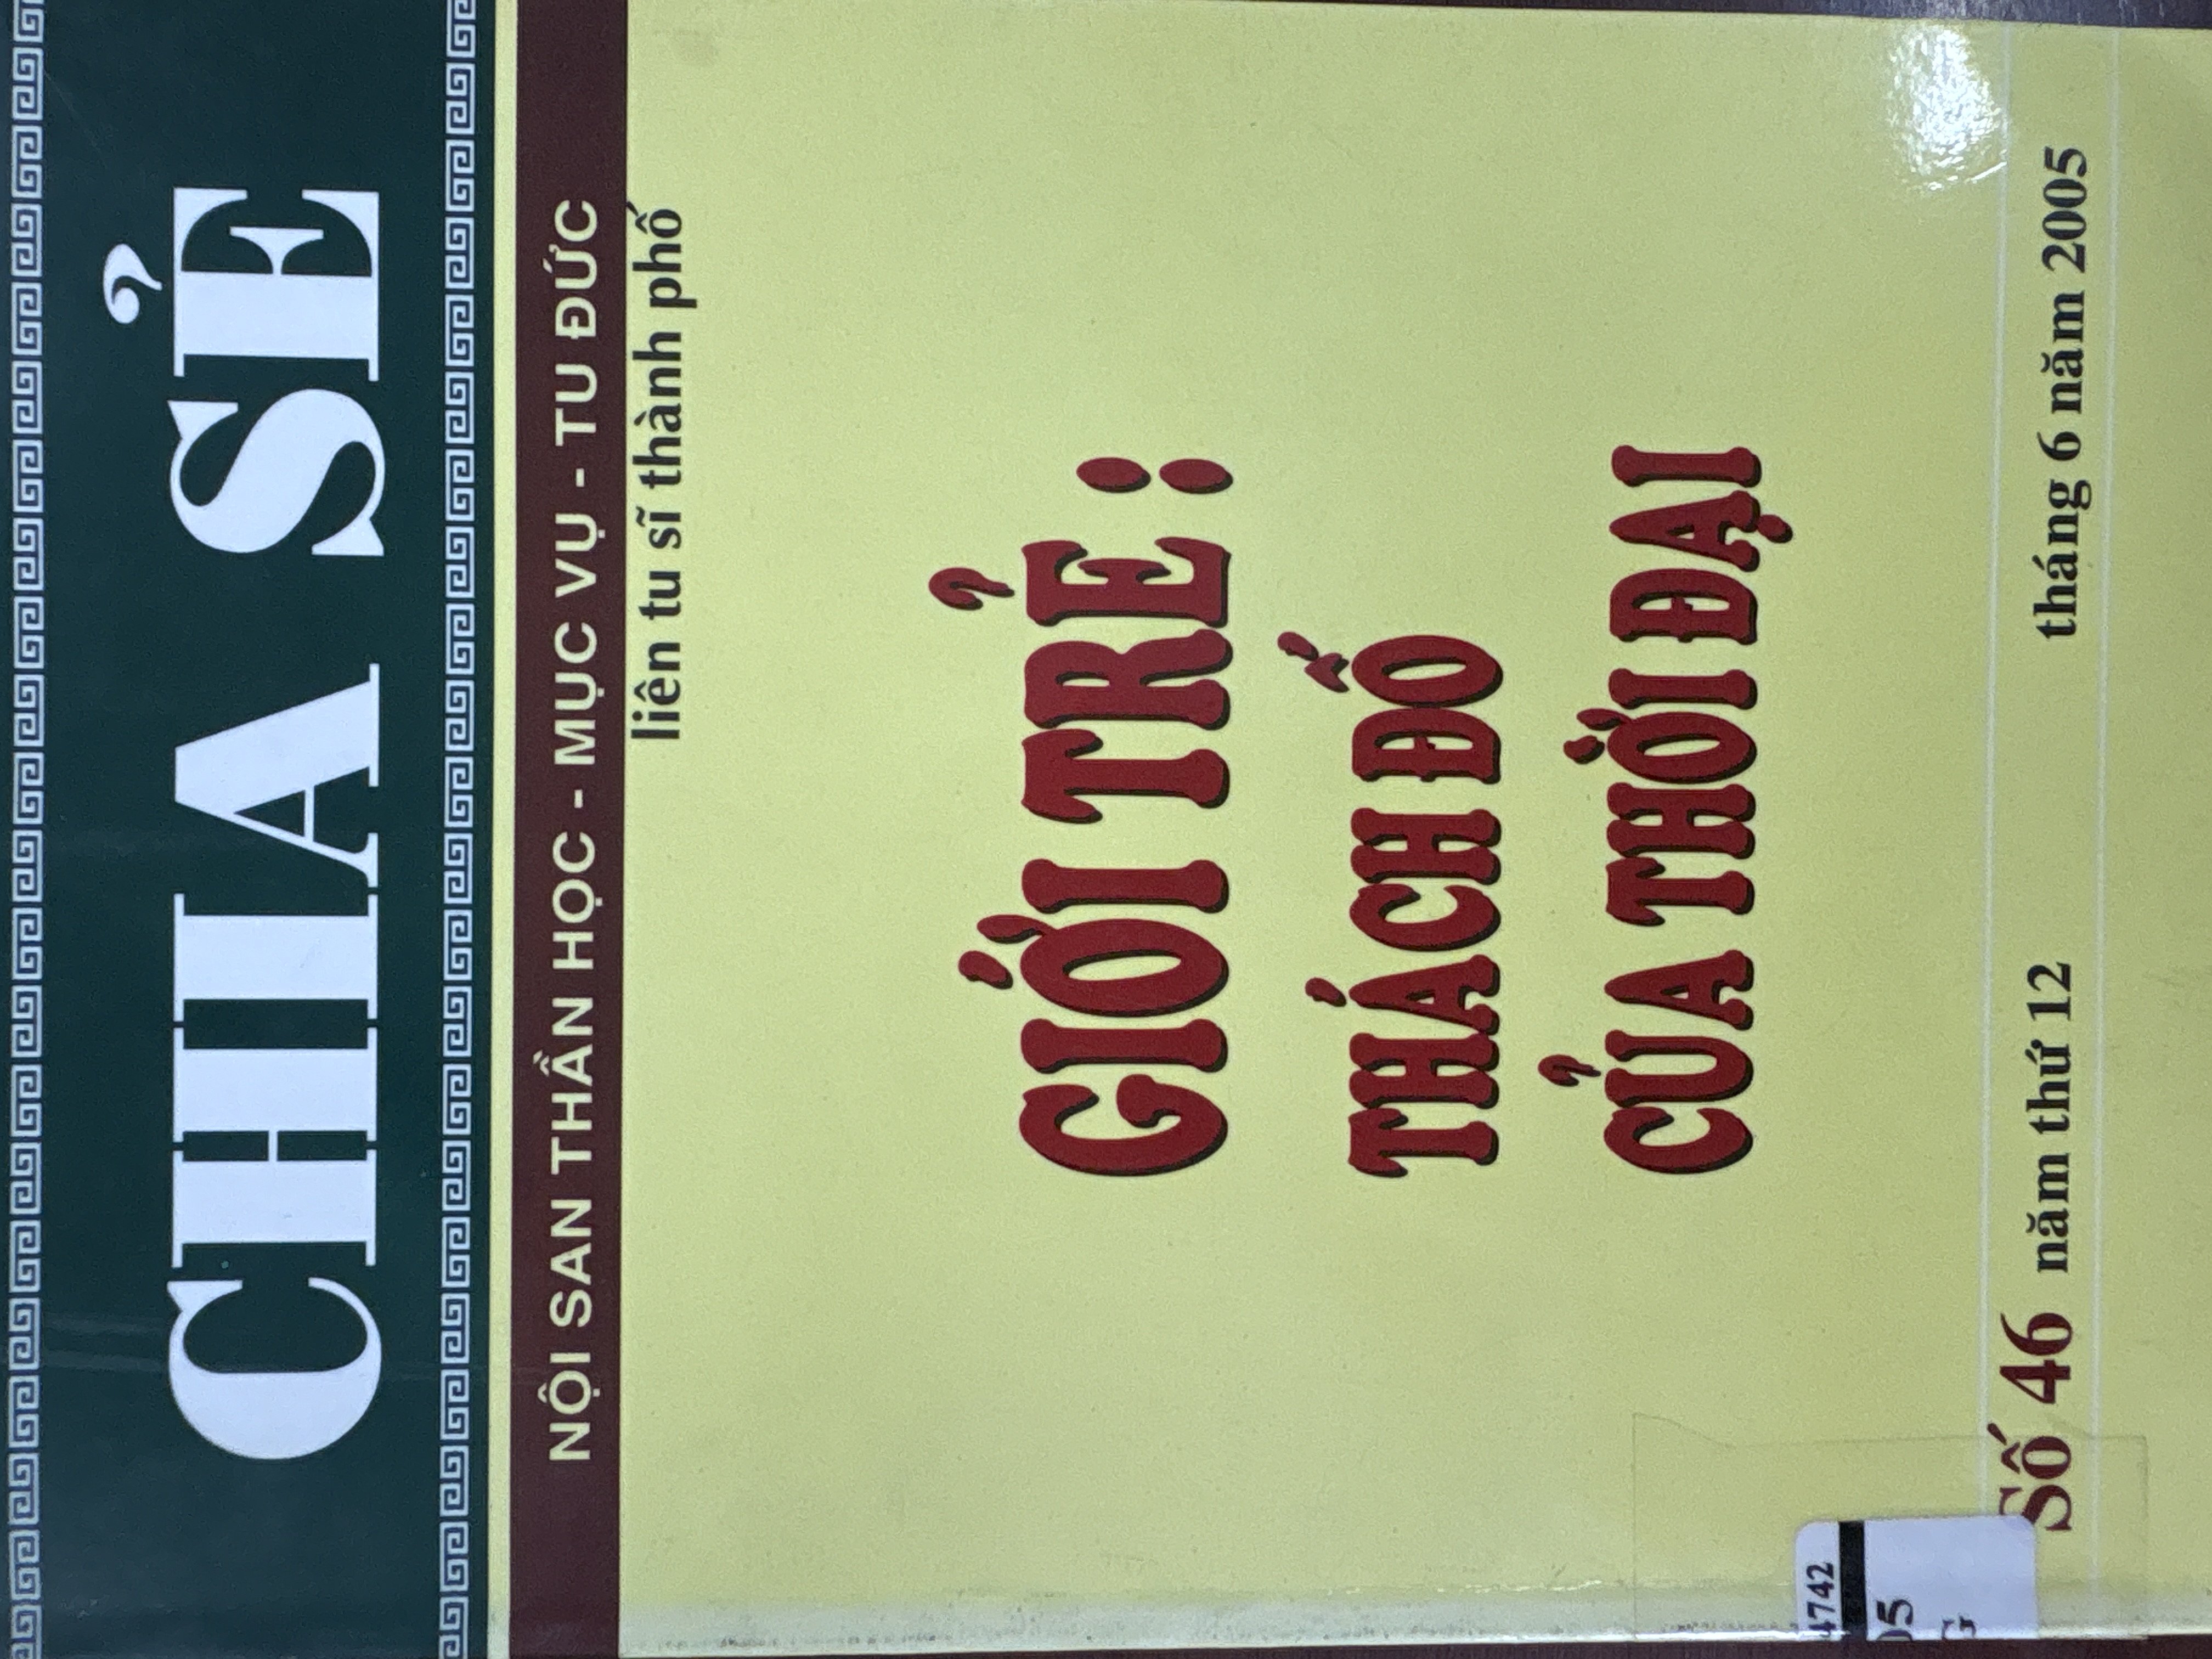 CHIA SẺ
NỘI SAN THẦN HỌC - MỤC VỤ - TU ĐỨC
liên tu sĩ thành phố
GIỚI TRẺ :
THÁCH ĐỐ
CỦA THỜI ĐẠI
Số 46 năm thứ 12 tháng 6 năm 2005
4742